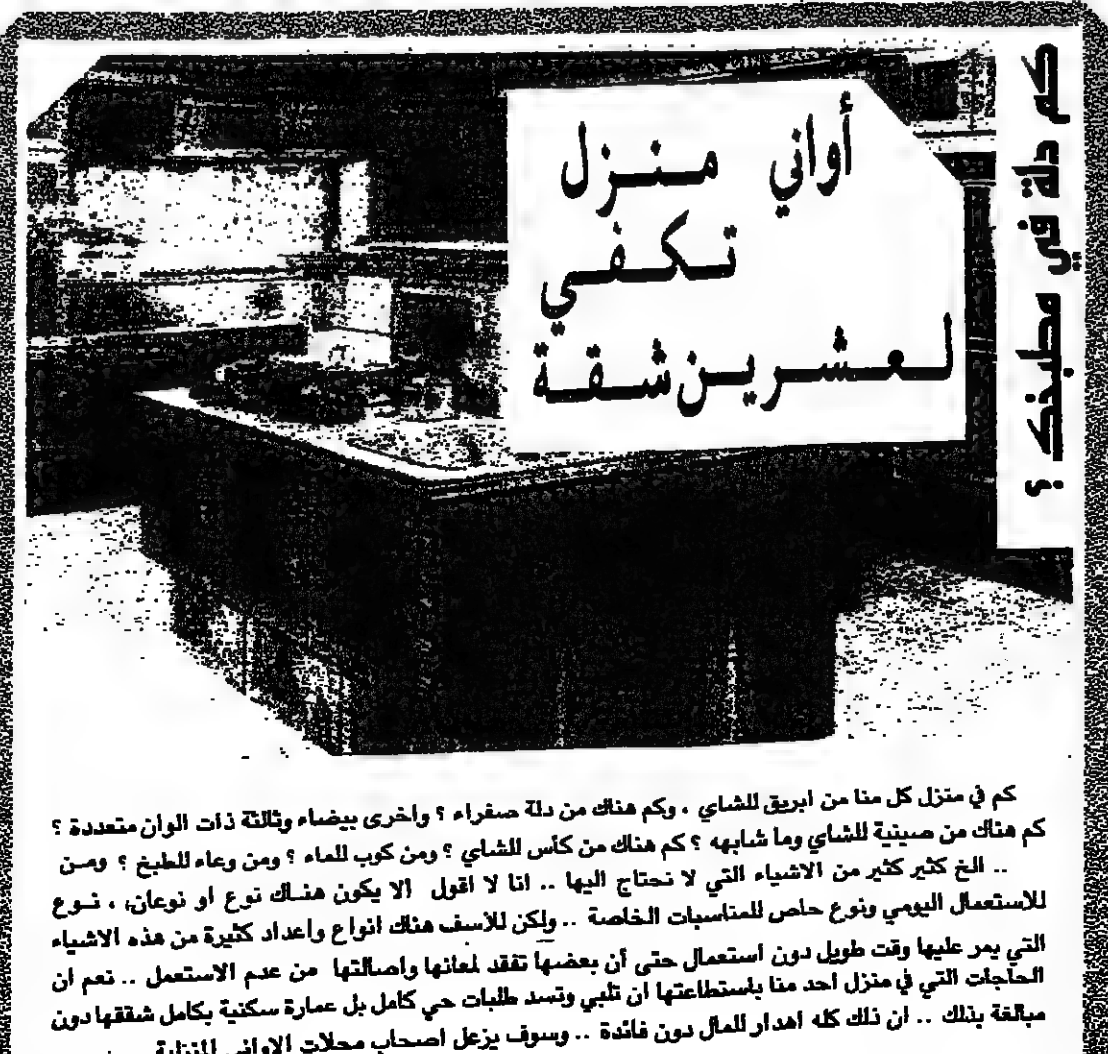 كم دلة في مطبخك ؟
أواني منزل
تكفي
لعشرين شقة
كم في منزل كل منا من ابريق للشاي ، وكم هناك من دلة صفراء ؟ واخرى بيضاء وثالثة ذات الوان متعددة ؟
كم هناك من صينية للشاي وما شابهه ؟ كم هناك من كأس للشاي ؟ ومن كوب للماء ؟ ومن وعاء للطبخ ؟ ومن
.. الخ كثير كثير من الاشياء التي لا نحتاج اليها .. انا لا اقول الا يكون هناك نوع او نوعان ، نوع
للاستعمال اليومي ونوع خاص للمناسبات الخاصة .. ولكن للأسف هناك انواع واعداد كثيرة من هذه الاشياء
التي يمر عليها وقت طويل دون استعمال حتى أن بعضها تفقد لمعانها واصالتها من عدم الاستعمل .. نعم ان
الحاجات التي في منزل احد منا باستطاعتها ان تلبي وتسد طلبات حي كامل بل عمارة سكنية بكامل شققها دون
مبالغة بذلك .. ان ذلك كله اهدار للمال دون فائدة .. وسوف يزعل اصحاب محلات الاواني المنزلية